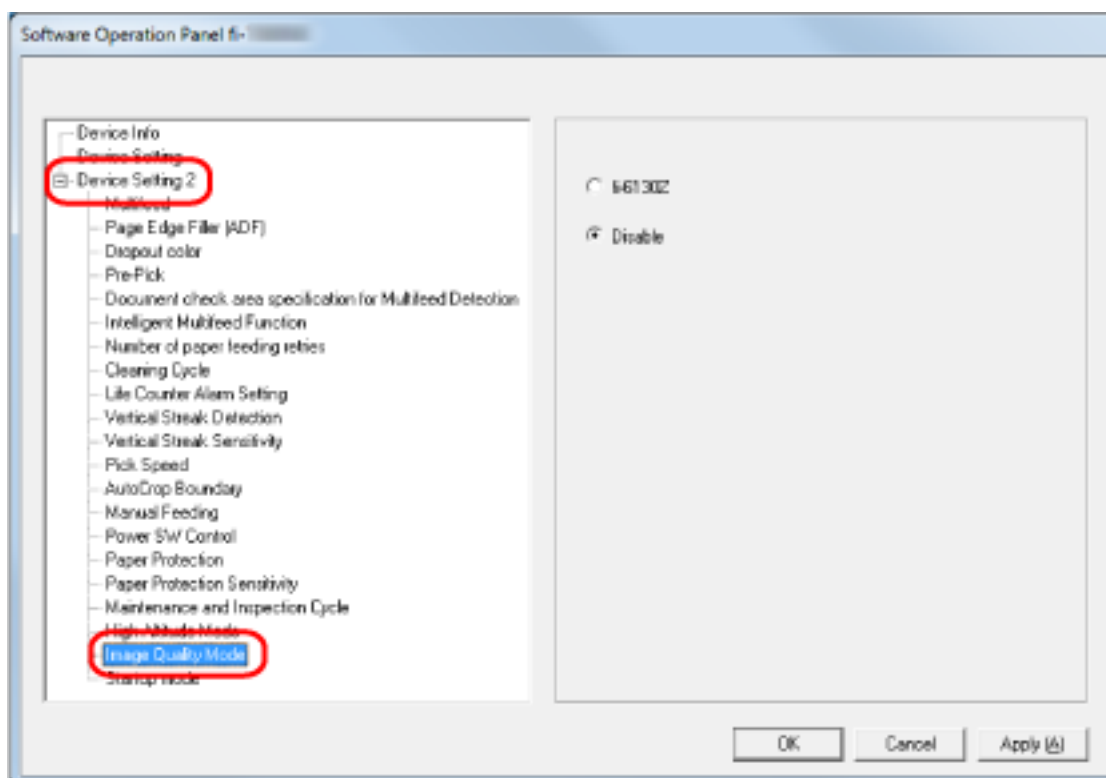 Software Operation Panel fi-
Device Info
Device Setting
Device Setting 2
Multifeed
Page Edge Filler (ADF)
Dropout color
Pre-Pick
Document check area specification for Multifeed Detection
Intelligent Multifeed Function
Number of paper feeding retries
Cleaning Cycle
Life Counter Alarm Setting
Vertical Streak Detection
Vertical Streak Sensitivity
Pick Speed
AutoCrop Boundary
Manual Feeding
Power SW Control
Paper Protection
Paper Protection Sensitivity
Maintenance and Inspection Cycle
High Altitude Mode
Image Quality Mode
Startup mode
fi-6130Z
Disable
OK
Cancel
Apply (A)